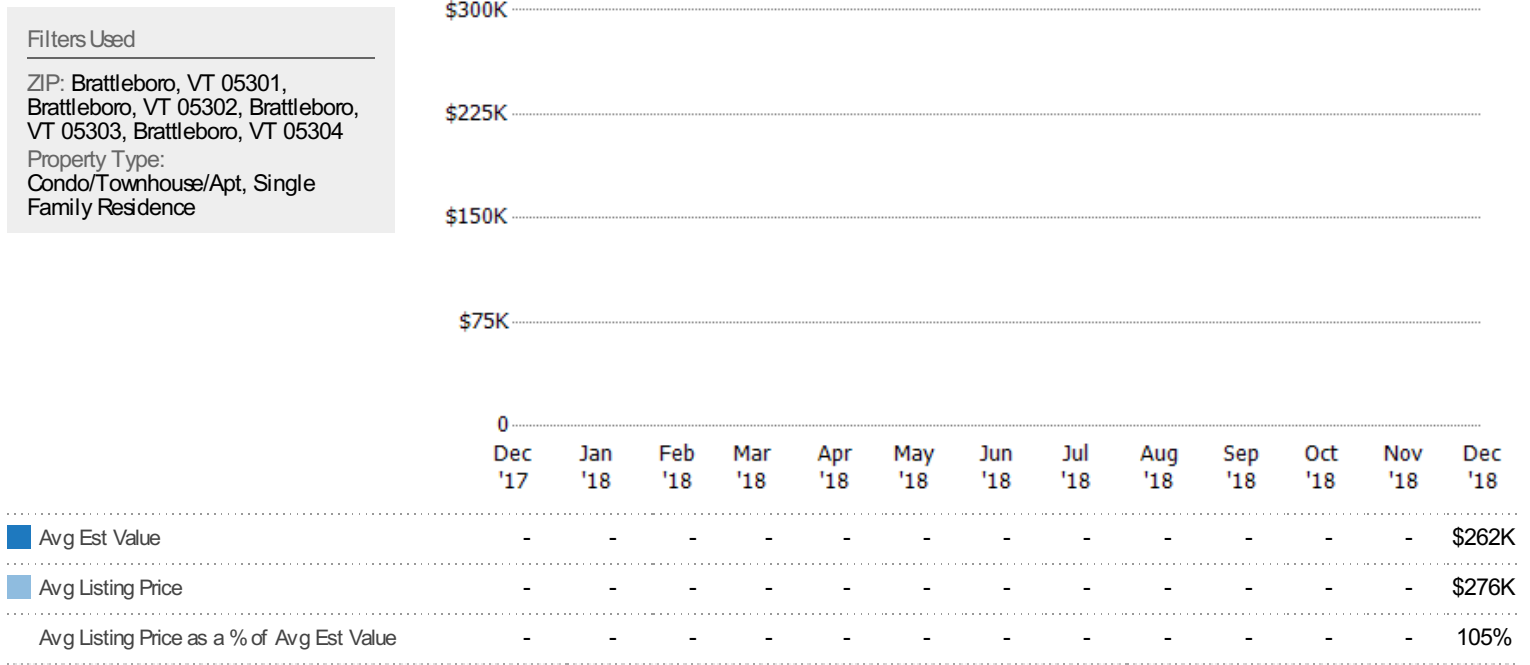 Filters Used
ZIP: Brattleboro, VT 05301,
Brattleboro, VT 05302, Brattleboro,
VT 05303, Brattleboro, VT 05304
Property Type:
Condo/Townhouse/Apt, Single
Family Residence
$300K
$225K
$150K
$75K
0
Dec Jan Feb Mar Apr May Jun Jul Aug Sep Oct Nov Dec
'17 '18 '18 '18 '18 '18 '18 '18 '18 '18 '18 '18 '18
Avg Est Value - - - - - - - - - - - - $262K
Avg Listing Price - - - - - - - - - - - - $276K
Avg Listing Price as a % of Avg Est Value - - - - - - - - - - - - 105%